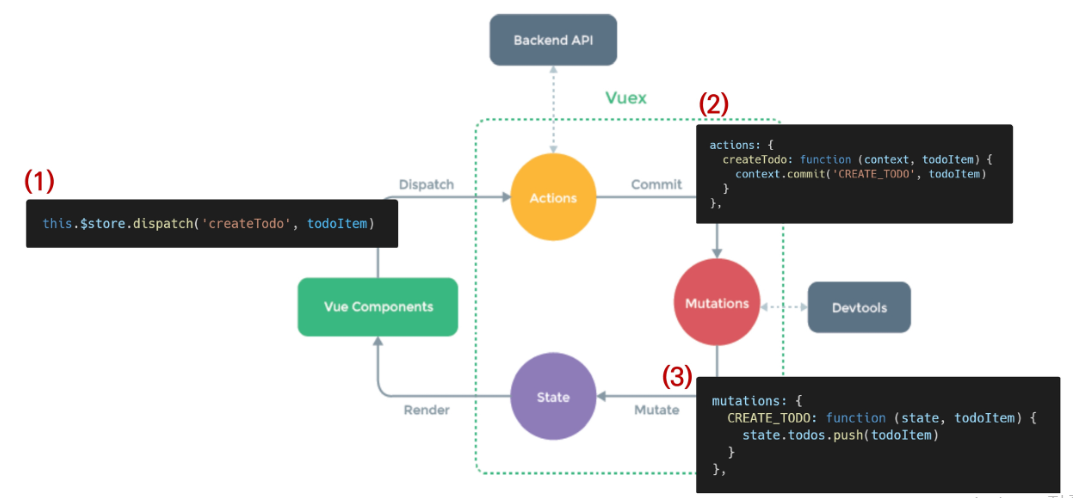 Backend API
Vuex
(2)
actions: {
createTodo: function (context, todoItem) {
context.commit('CREATE_TODO', todoItem)
}
},
(1)
Dispatch
Actions
Commit
this.$store.dispatch('createTodo', todoItem)
Vue Components
Mutations
Devtools
(3)
State
Render
Mutate
mutations: {
CREATE_TODO: function (state, todoItem) {
state.todos.push(todoItem)
}
},